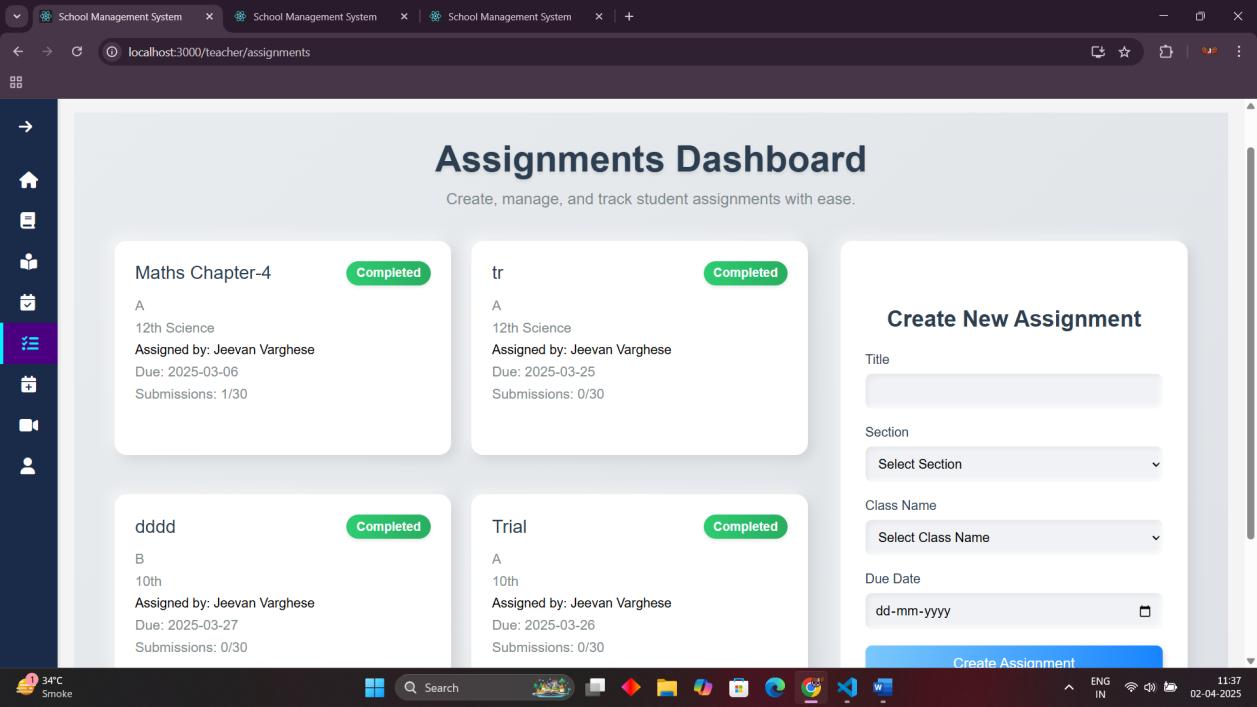 School Management System
School Management System
School Management System
localhost:3000/teacher/assignments
Assignments Dashboard
Create, manage, and track student assignments with ease.
Maths Chapter-4
Completed
A
12th Science
Assigned by: Jeevan Varghese
Due: 2025-03-06
Submissions: 1/30
tr
Completed
A
12th Science
Assigned by: Jeevan Varghese
Due: 2025-03-25
Submissions: 0/30
dddd
Completed
B
10th
Assigned by: Jeevan Varghese
Due: 2025-03-27
Submissions: 0/30
Trial
Completed
A
10th
Assigned by: Jeevan Varghese
Due: 2025-03-26
Submissions: 0/30
Create New Assignment
Title
Section
Select Section
Class Name
Select Class Name
Due Date
dd-mm-yyyy
Create Assignment
1
34°C
Smoke
Search
ENG
IN
11:37
02-04-2025